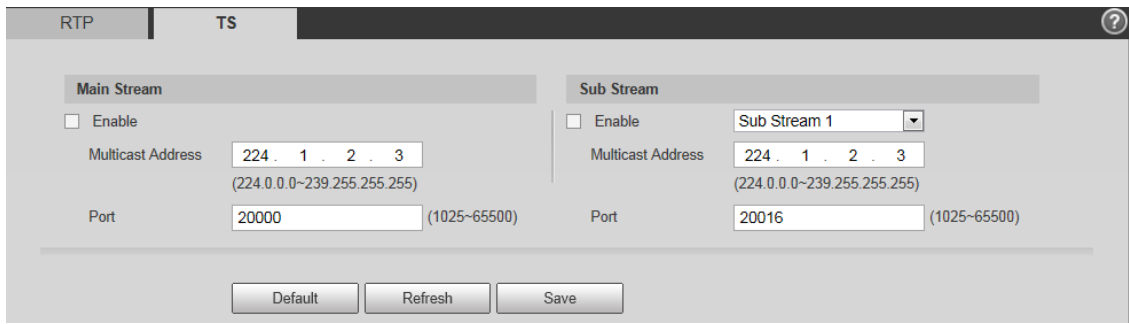 RTP TS ?
Main Stream Sub Stream
Enable Enable Sub Stream 1
Multicast Address 224 . 1 . 2 . 3 Multicast Address 224 . 1 . 2 . 3
(224.0.0.0~239.255.255.255) (224.0.0.0~239.255.255.255)
Port 20000 (1025~65500) Port 20016 (1025~65500)
Default Refresh Save